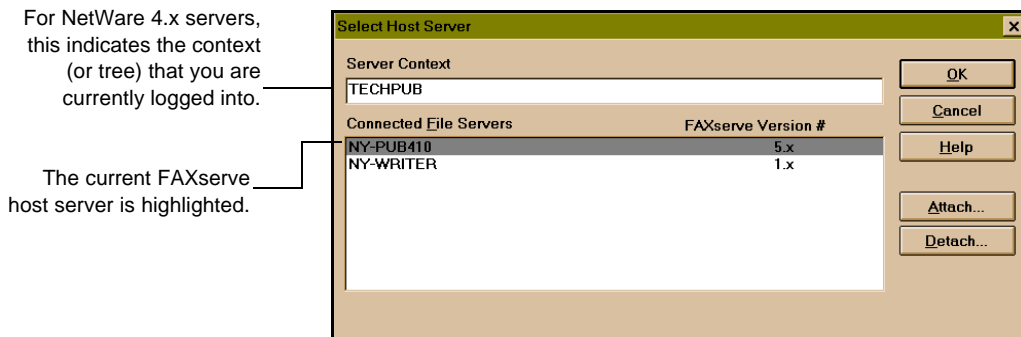 For NetWare 4.x servers,
this indicates the context
(or tree) that you are
currently logged into.
The current FAXserve
host server is highlighted.
Select Host Server
Server Context
TECHPUB
Connected File Servers FAXserve Version #
NY-PUB410 5.x
NY-WRITER 1.x
OK
Cancel
Help
Attach...
Detach...